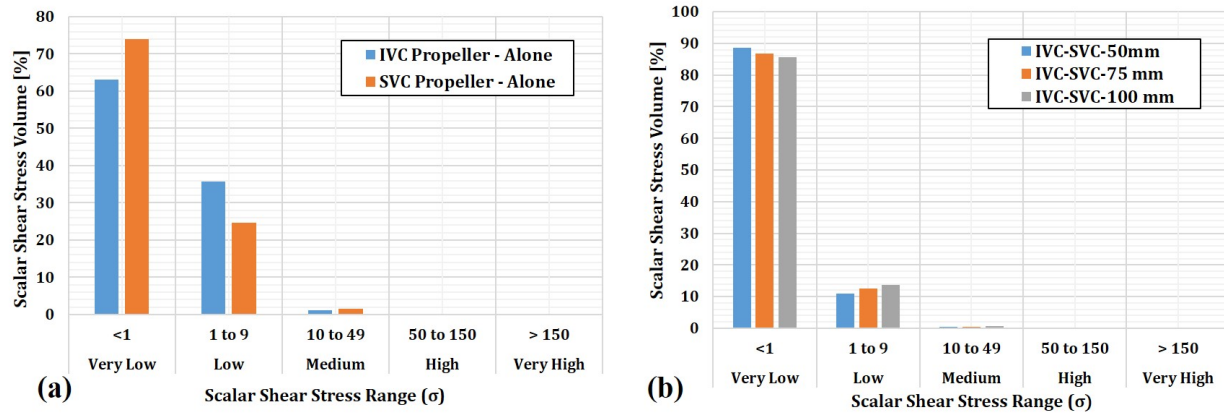 Scalar Shear Stress Volume [%]
80
70
60
50
40
30
20
10
0
IVC Propeller - Alone
SVC Propeller - Alone
<1 1 to 9 10 to 49 50 to 150 > 150
Very Low Low Medium High Very High
Scalar Shear Stress Range (σ)
(a)
Scalar Shear Stress Volume [%]
100
90
80
70
60
50
40
30
20
10
0
IVC-SVC-50mm
IVC-SVC-75 mm
IVC-SVC-100 mm
<1 1 to 9 10 to 49 50 to 150 > 150
Very Low Low Medium High Very High
Scalar Shear Stress Range (σ)
(b)